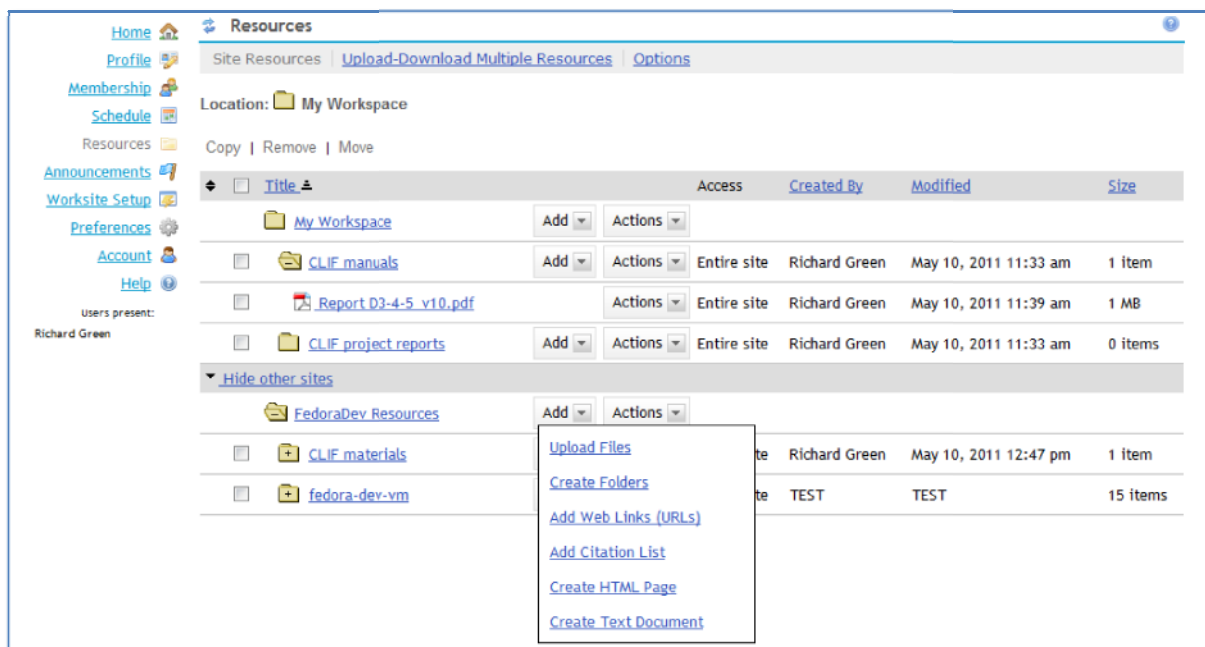 Home
Profile
Membership
Schedule
Resources
Announcements
Worksite Setup
Preferences
Account
Help
Users present:
Richard Green
Resources
Site Resources | Upload-Download Multiple Resources | Options
Location: My Workspace
Copy | Remove | Move
Title Access Created By Modified Size
My Workspace Add Actions
CLIF manuals Add Actions Entire site Richard Green May 10, 2011 11:33 am 1 item
Report D3-4-5_v10.pdf Actions Entire site Richard Green May 10, 2011 11:39 am 1 MB
CLIF project reports Add Actions Entire site Richard Green May 10, 2011 11:33 am 0 items
Hide other sites
FedoraDev Resources Add Actions
CLIF materials te Richard Green May 10, 2011 12:47 pm 1 item
fedora-dev-vm te TEST TEST 15 items
Upload Files
Create Folders
Add Web Links (URLs)
Add Citation List
Create HTML Page
Create Text Document